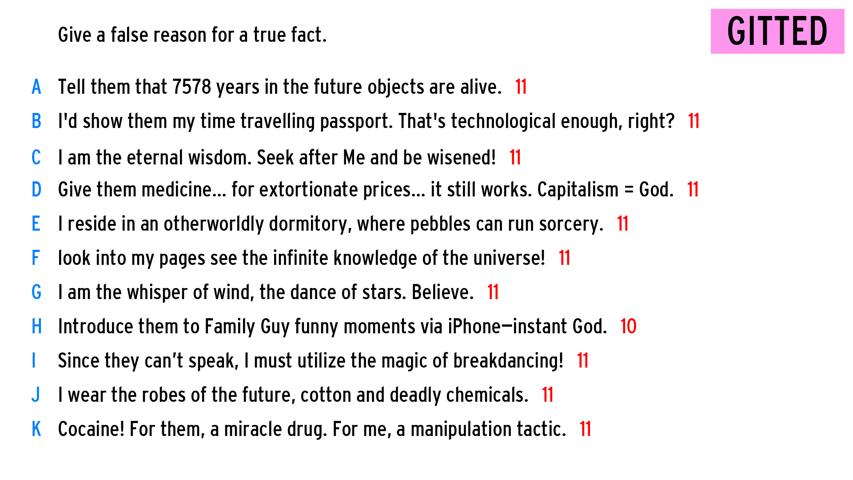 Give a false reason for a true fact.
GITTED
A Tell them that 7578 years in the future objects are alive. 11
B I'd show them my time travelling passport. That's technological enough, right? 11
C I am the eternal wisdom. Seek after Me and be wisened! 11
D Give them medicine... for extortionate prices... it still works. Capitalism = God. 11
E I reside in an otherworldly dormitory, where pebbles can run sorcery. 11
F look into my pages see the infinite knowledge of the universe! 11
G I am the whisper of wind, the dance of stars. Believe. 11
H Introduce them to Family Guy funny moments via iPhone—instant God. 10
I Since they can’t speak, I must utilize the magic of breakdancing! 11
J I wear the robes of the future, cotton and deadly chemicals. 11
K Cocaine! For them, a miracle drug. For me, a manipulation tactic. 11